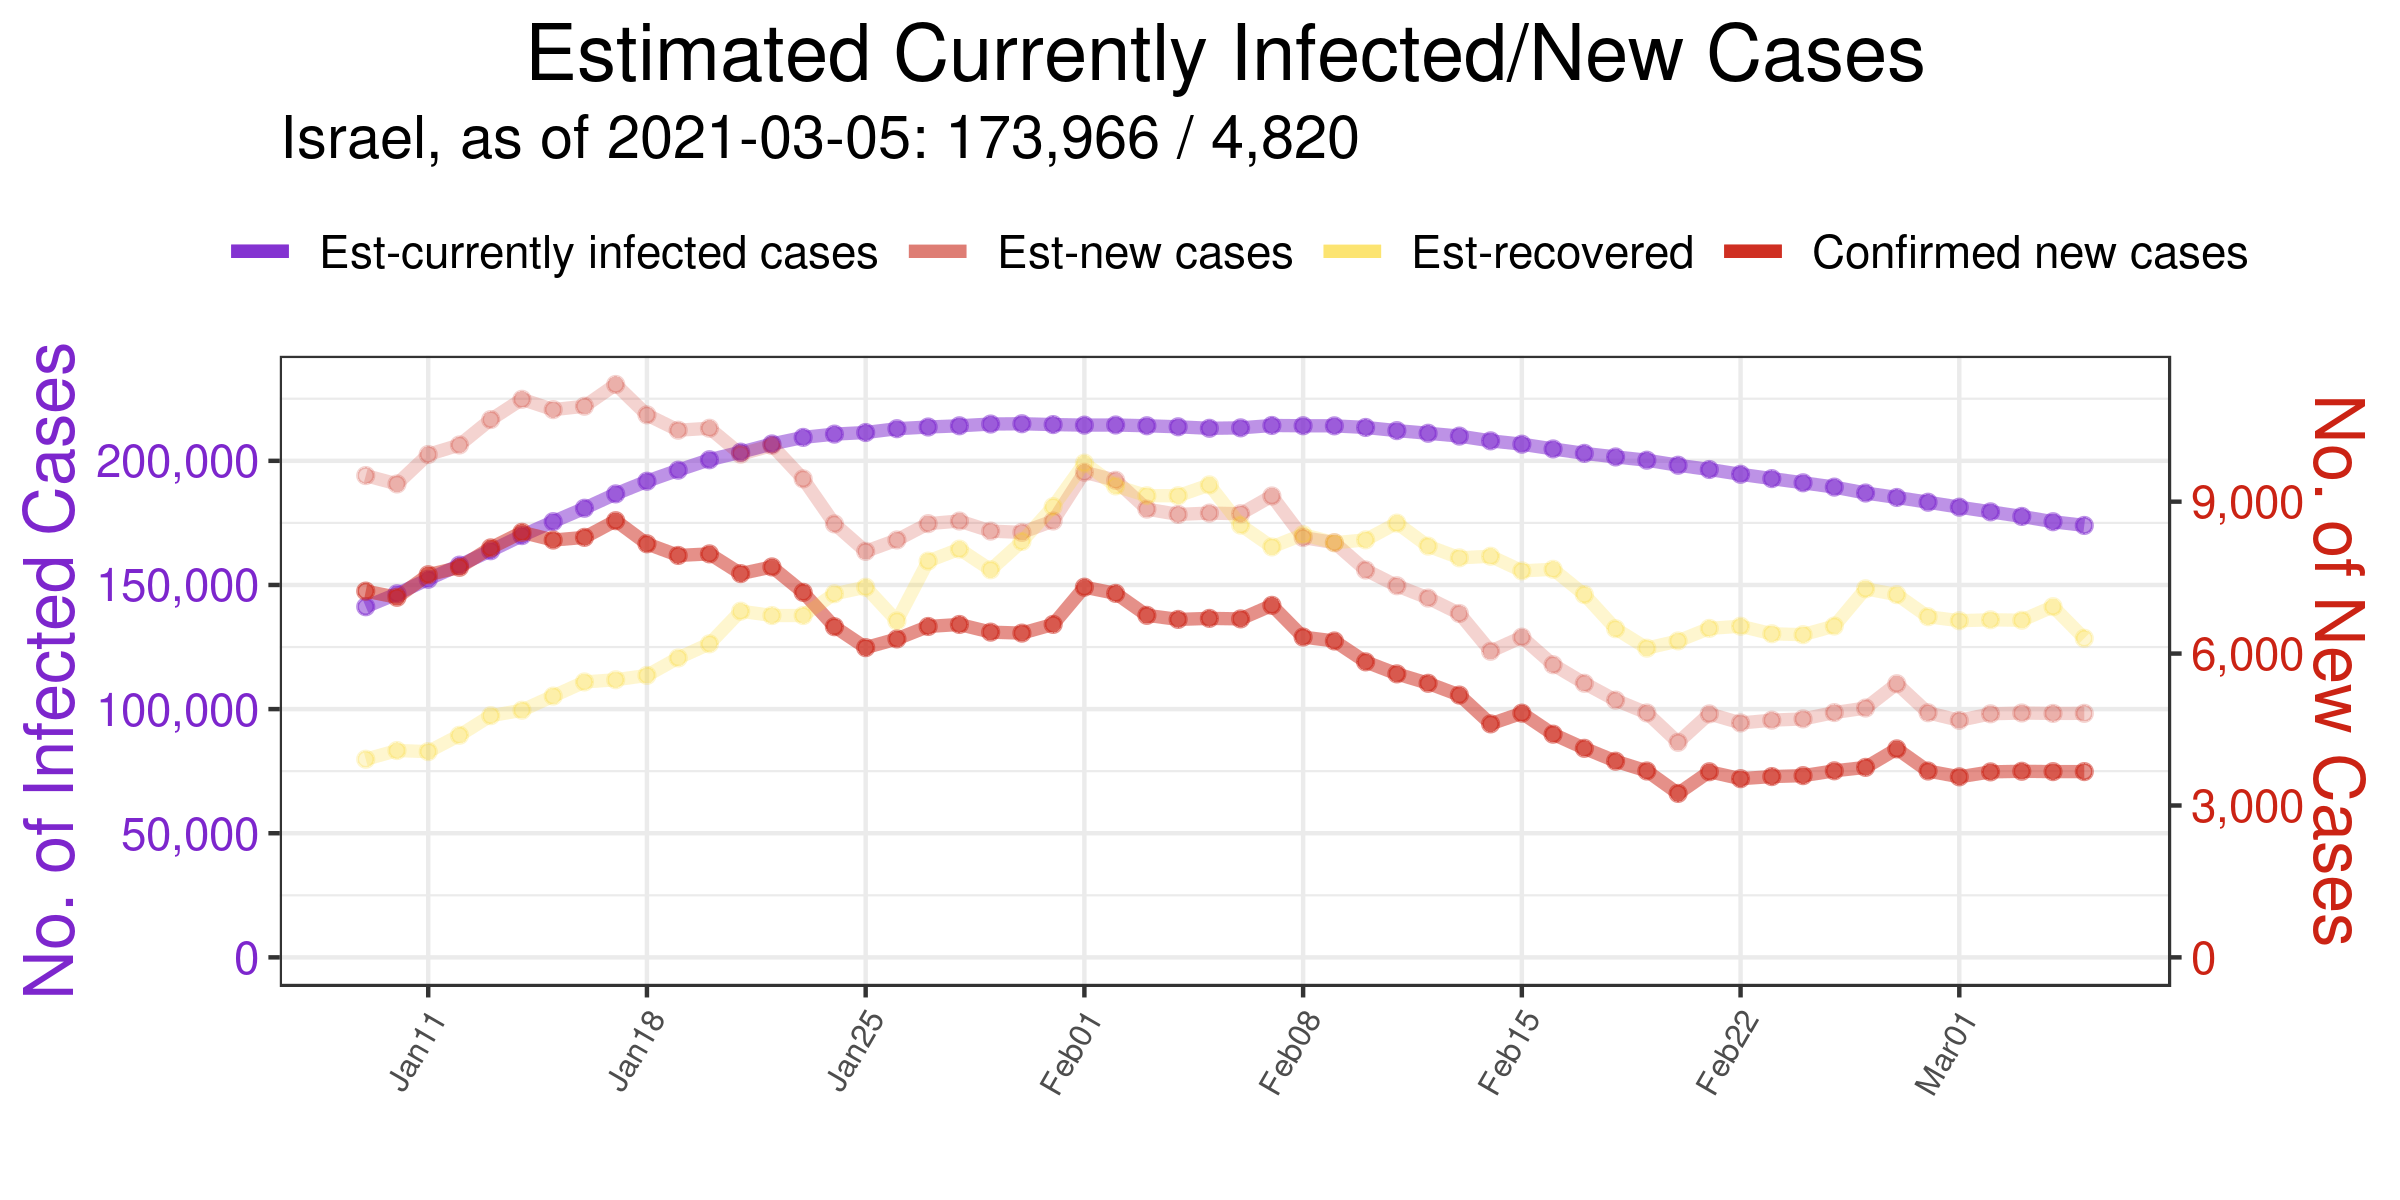 Estimated Currently Infected/New Cases
Israel, as of 2021-03-05: 173,966 / 4,820
Est-currently infected cases Est-new cases Est-recovered Confirmed new cases
No. of Infected Cases
200,000
150,000
100,000
50,000
0
9,000
6,000
3,000
0
No. of New Cases
Jan11 Jan18 Jan25 Feb01 Feb08 Feb15 Feb22 Mar01